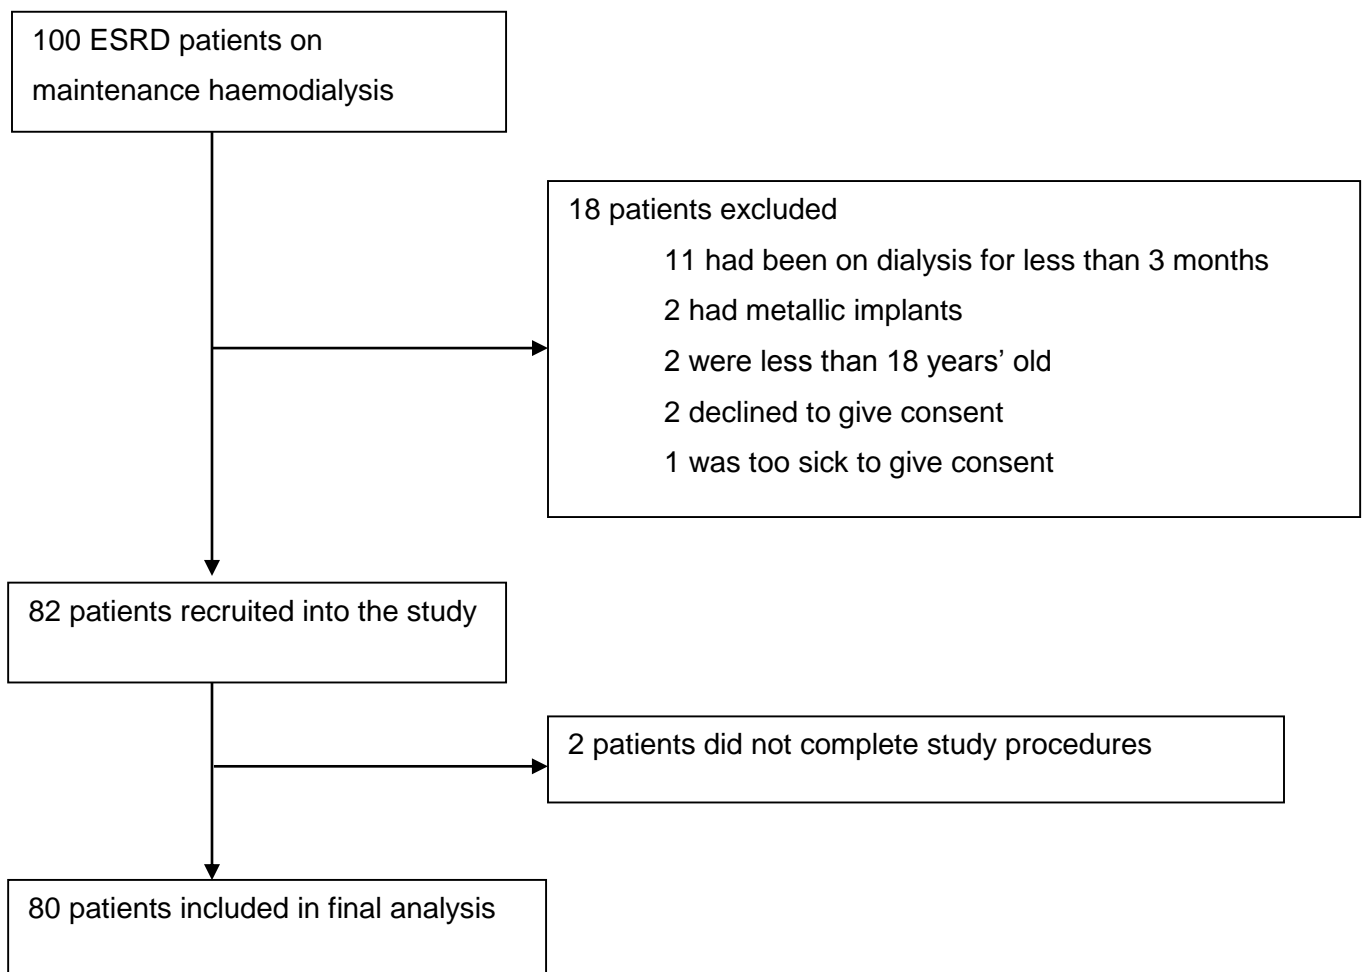 100 ESRD patients on
maintenance haemodialysis
18 patients excluded
11 had been on dialysis for less than 3 months
2 had metallic implants
2 were less than 18 years’ old
2 declined to give consent
1 was too sick to give consent
82 patients recruited into the study
2 patients did not complete study procedures
80 patients included in final analysis